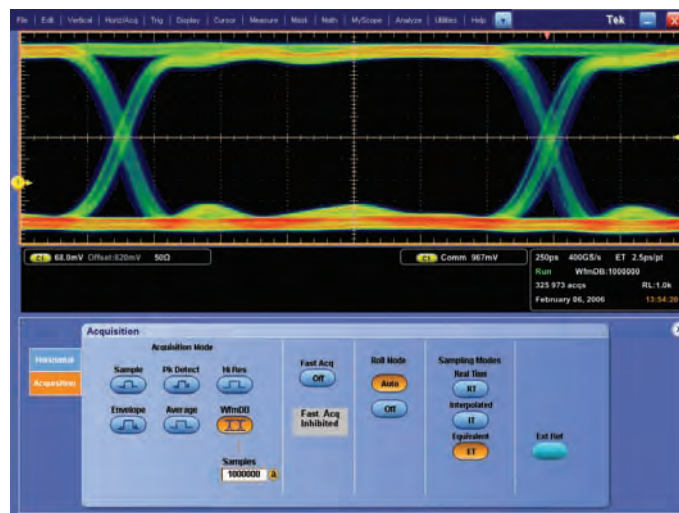 File | Edit | Vertical | Horiz/Acq | Trig | Display | Cursor | Measure | Mask | Math | MyScope | Analyze | Utilities | Help
Tek
1
C1 68.0mV Offset:820mV 50Ω
C1 Comm 967mV
250ps 400GS/s ET 2.5ps/pt
Run WfmDB:1000000
325 973 acqs RL:1.0k
February 06, 2006 13:54:20
Acquisition
Horizontal
Acquisition
Acquisition Mode
Sample
Pk Detect
Hi Res
Envelope
Average
WfmDB
Samples
1000000 a
Fast Acq
Off
Fast Acq
Inhibited
Roll Mode
Auto
Off
Sampling Modes
Real Time
RT
Interpolated
IT
Equivalent
ET
Ext Ref